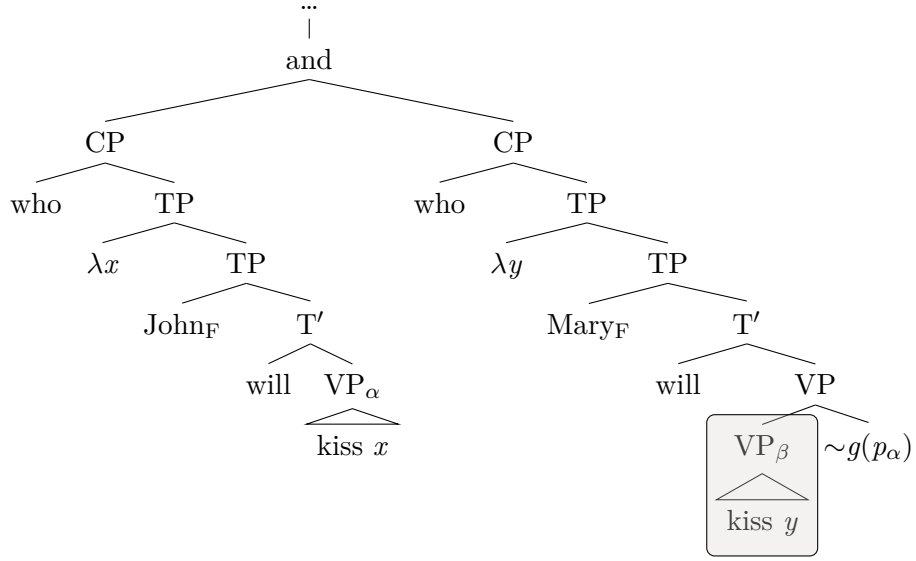 ...
and
CP CP
who TP who TP
λx TP λy TP
John_F T′ Mary_F T′
will VP_α will VP
kiss x VP_β ∼g(p_α)
kiss y